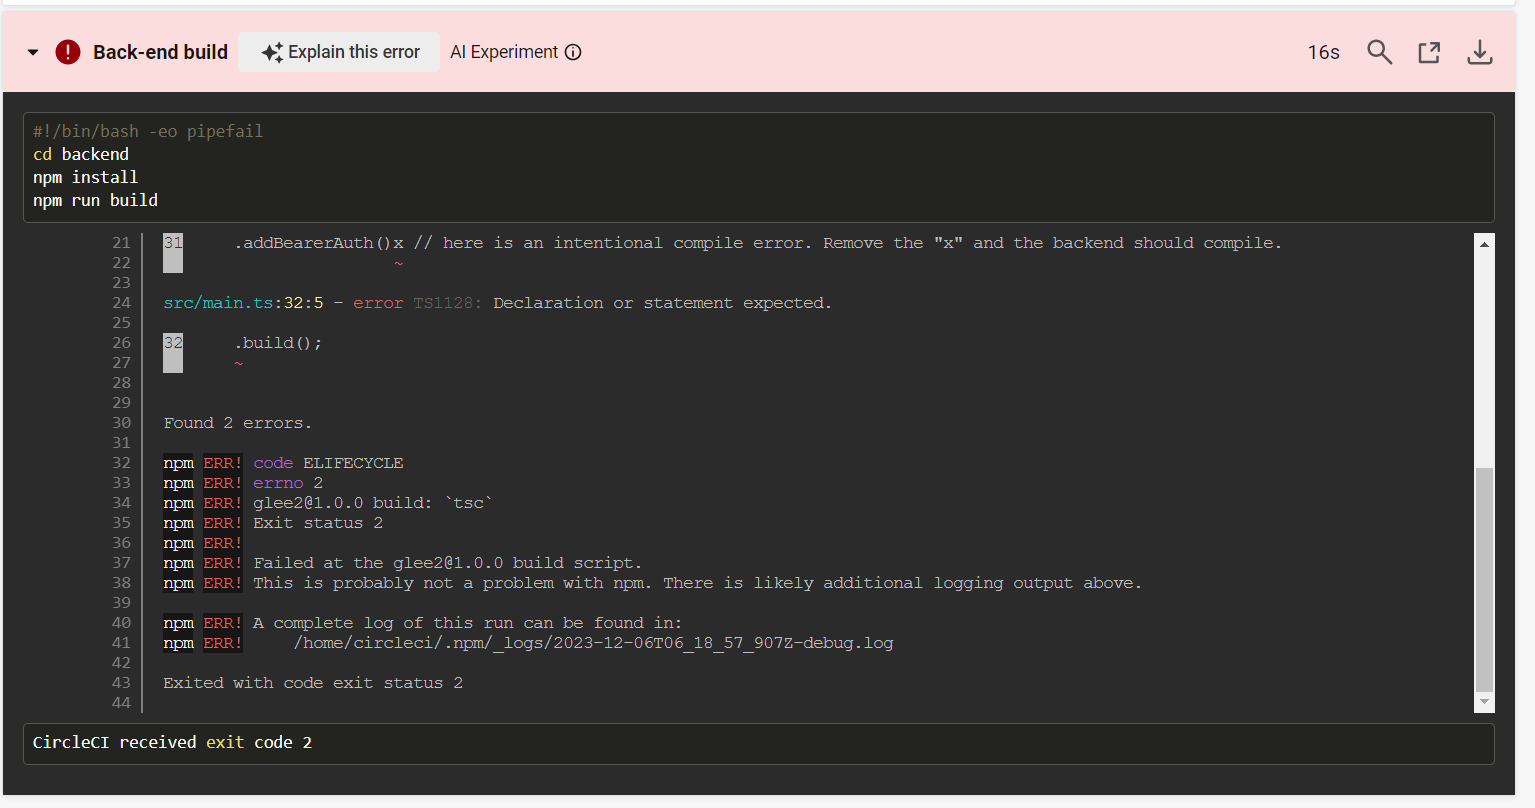 Back-end build Explain this error AI Experiment 16s
#!/bin/bash -eo pipefail
cd backend
npm install
npm run build
21 31 .addBearerAuth()x // here is an intentional compile error. Remove the "x" and the backend should compile.
22 ~
23
24 src/main.ts:32:5 - error TS1128: Declaration or statement expected.
25
26 32 .build();
27 ~
28
29
30 Found 2 errors.
31
32 npm ERR! code ELIFECYCLE
33 npm ERR! errno 2
34 npm ERR! glee2@1.0.0 build: `tsc`
35 npm ERR! Exit status 2
36 npm ERR!
37 npm ERR! Failed at the glee2@1.0.0 build script.
38 npm ERR! This is probably not a problem with npm. There is likely additional logging output above.
39
40 npm ERR! A complete log of this run can be found in:
41 npm ERR! /home/circleci/.npm/_logs/2023-12-06T06_18_57_907Z-debug.log
42
43 Exited with code exit status 2
44
CircleCI received exit code 2